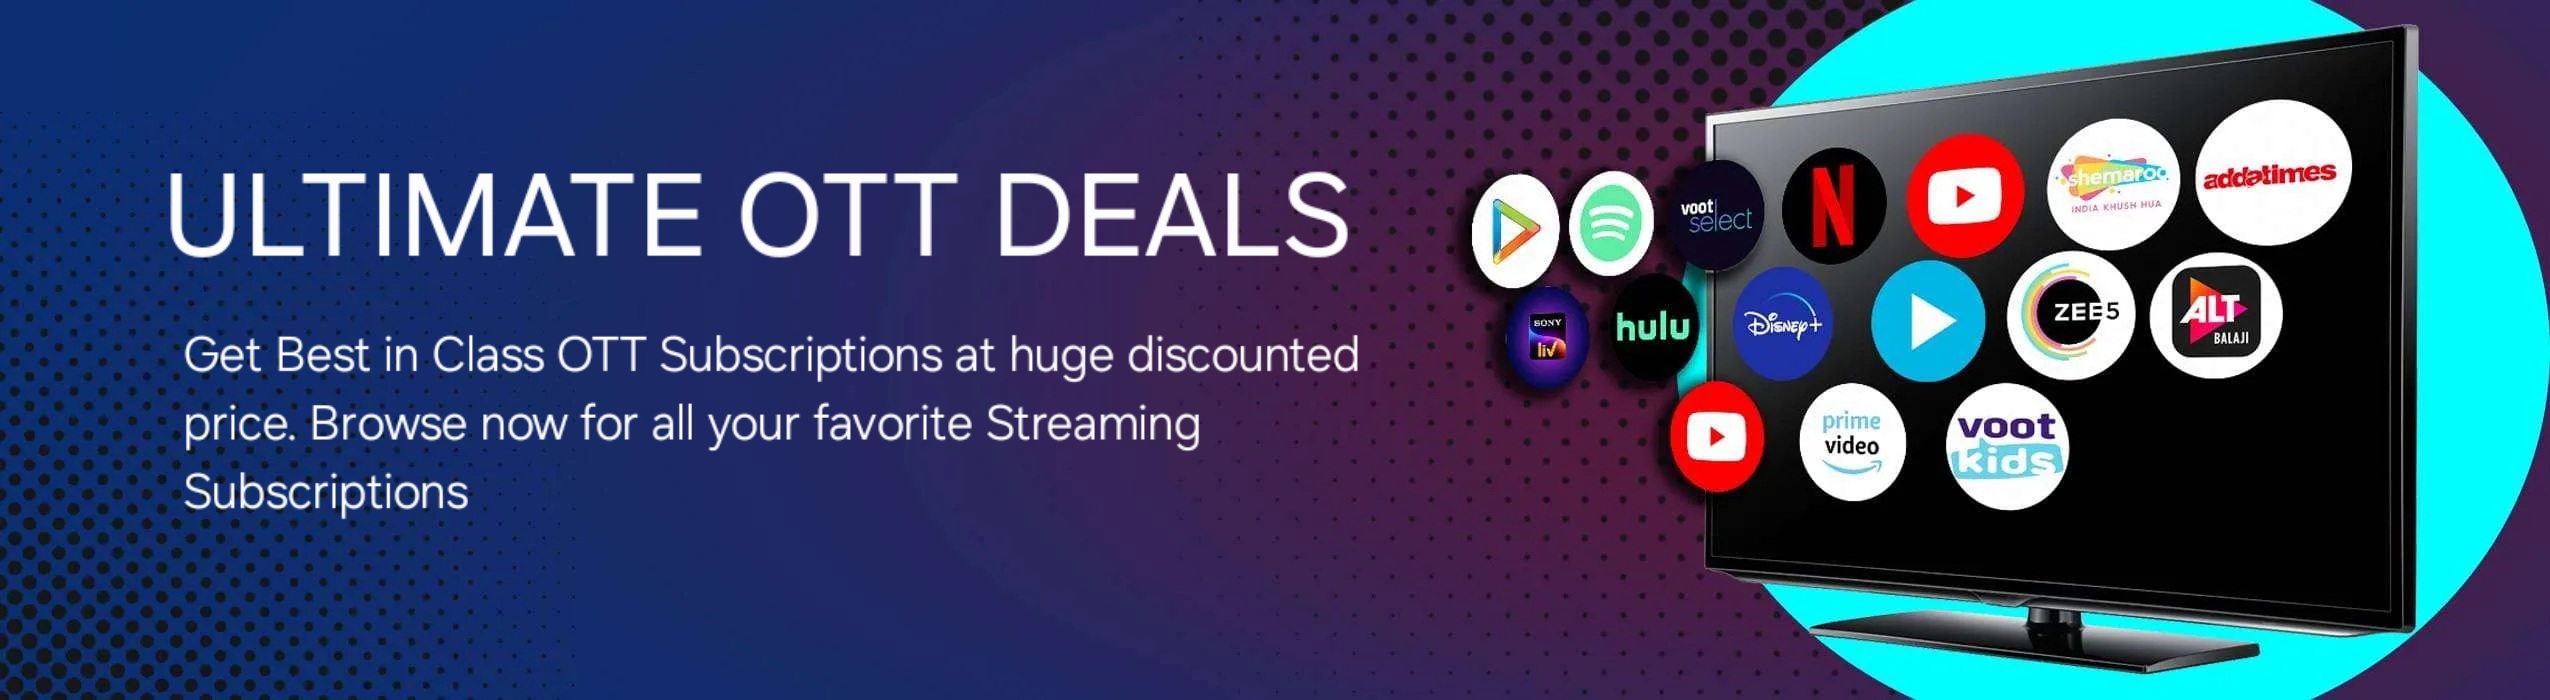 ULTIMATE OTT DEALS
Get Best in Class OTT Subscriptions at huge discounted
price. Browse now for all your favorite Streaming
Subscriptions
voot
select
N
shemaroo
INDIA KHUSH HUA
addatimes
SONY
liv
hulu
Disney+
ZEE5
ALT
BALAJI
prime
video
voot
kids